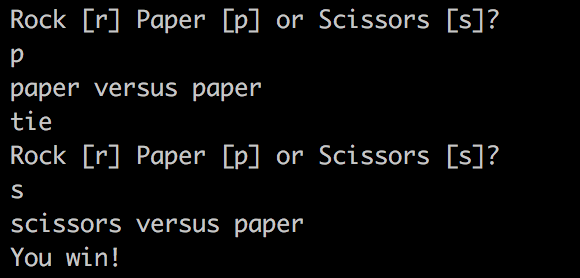 Rock [r] Paper [p] or Scissors [s]?
p
paper versus paper
tie
Rock [r] Paper [p] or Scissors [s]?
s
scissors versus paper
You win!